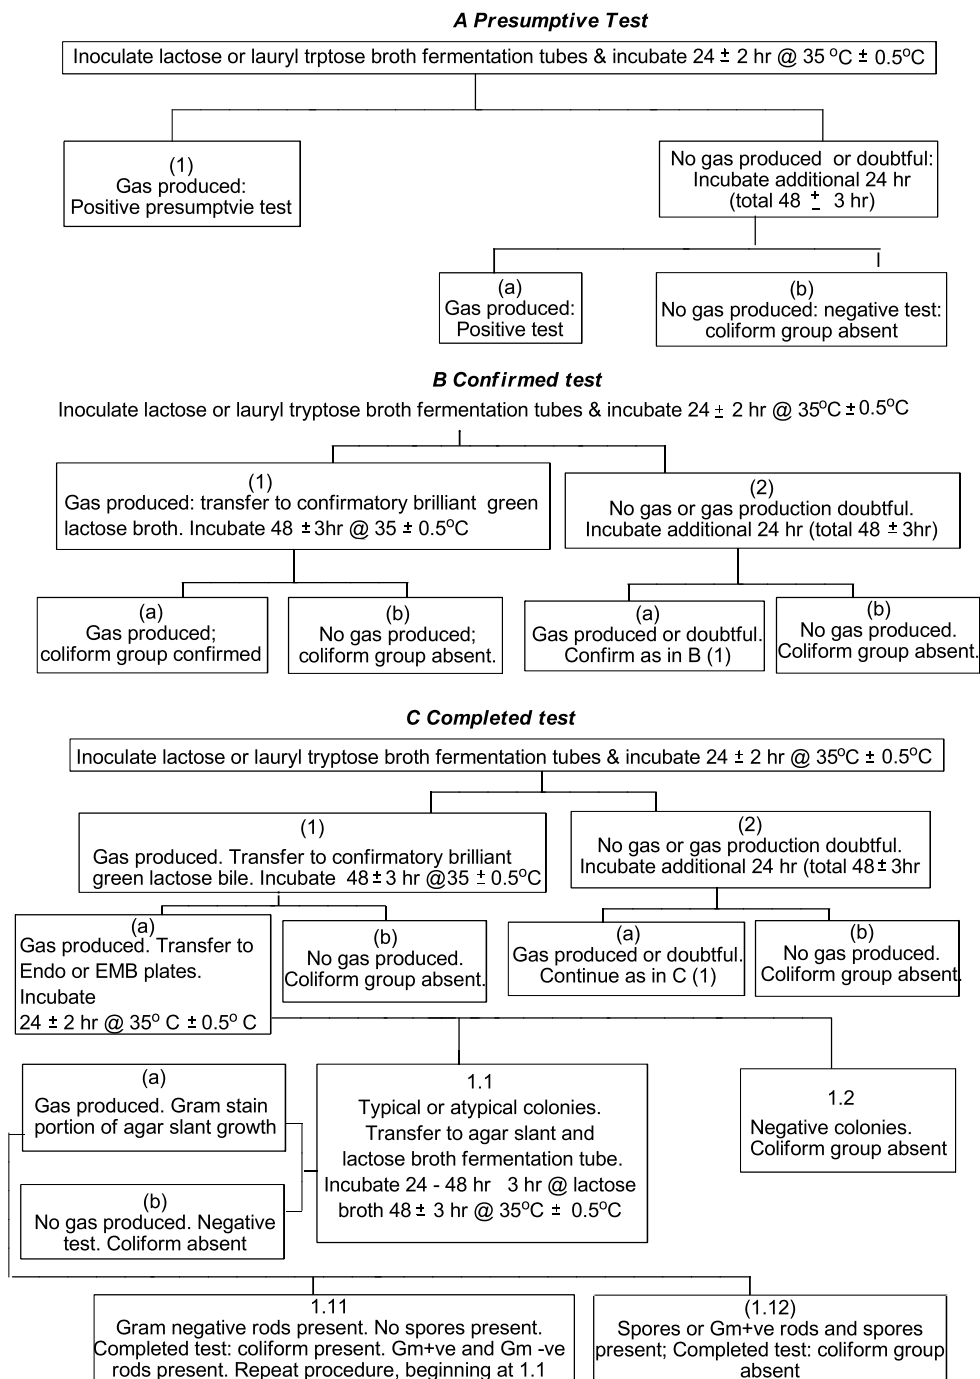 A Presumptive Test
Inoculate lactose or lauryl trptose broth fermentation tubes & incubate 24 ± 2 hr @ 35 °C ± 0.5°C
(1)
Gas produced:
Positive presumptvie test
No gas produced or doubtful:
Incubate additional 24 hr
(total 48 ± 3 hr)
(a)
Gas produced:
Positive test
(b)
No gas produced: negative test:
coliform group absent
B Confirmed test
Inoculate lactose or lauryl tryptose broth fermentation tubes & incubate 24 ± 2 hr @ 35°C ± 0.5°C
(1)
Gas produced: transfer to confirmatory brilliant green
lactose broth. Incubate 48 ± 3hr @ 35 ± 0.5°C
(2)
No gas or gas production doubtful.
Incubate additional 24 hr (total 48 ± 3hr)
(a)
Gas produced;
coliform group confirmed
(b)
No gas produced;
coliform group absent.
(a)
Gas produced or doubtful.
Confirm as in B (1)
(b)
No gas produced.
Coliform group absent.
C Completed test
Inoculate lactose or lauryl tryptose broth fermentation tubes & incubate 24 ± 2 hr @ 35°C ± 0.5°C
(1)
Gas produced. Transfer to confirmatory brilliant
green lactose bile. Incubate 48 ± 3 hr @35 ± 0.5°C
(2)
No gas or gas production doubtful.
Incubate additional 24 hr (total 48 ± 3hr
(a)
Gas produced. Transfer to
Endo or EMB plates.
Incubate
24 ± 2 hr @ 35° C ± 0.5° C
(b)
No gas produced.
Coliform group absent.
(a)
Gas produced or doubtful.
Continue as in C (1)
(b)
No gas produced.
Coliform group absent.
(a)
Gas produced. Gram stain
portion of agar slant growth
(b)
No gas produced. Negative
test. Coliform absent
1.1
Typical or atypical colonies.
Transfer to agar slant and
lactose broth fermentation tube.
Incubate 24 - 48 hr 3 hr @ lactose
broth 48 ± 3 hr @ 35°C ± 0.5°C
1.2
Negative colonies.
Coliform group absent
1.11
Gram negative rods present. No spores present.
Completed test: coliform present. Gm+ve and Gm -ve
rods present. Repeat procedure, beginning at 1.1
(1.12)
Spores or Gm+ve rods and spores
present; Completed test: coliform group
absent